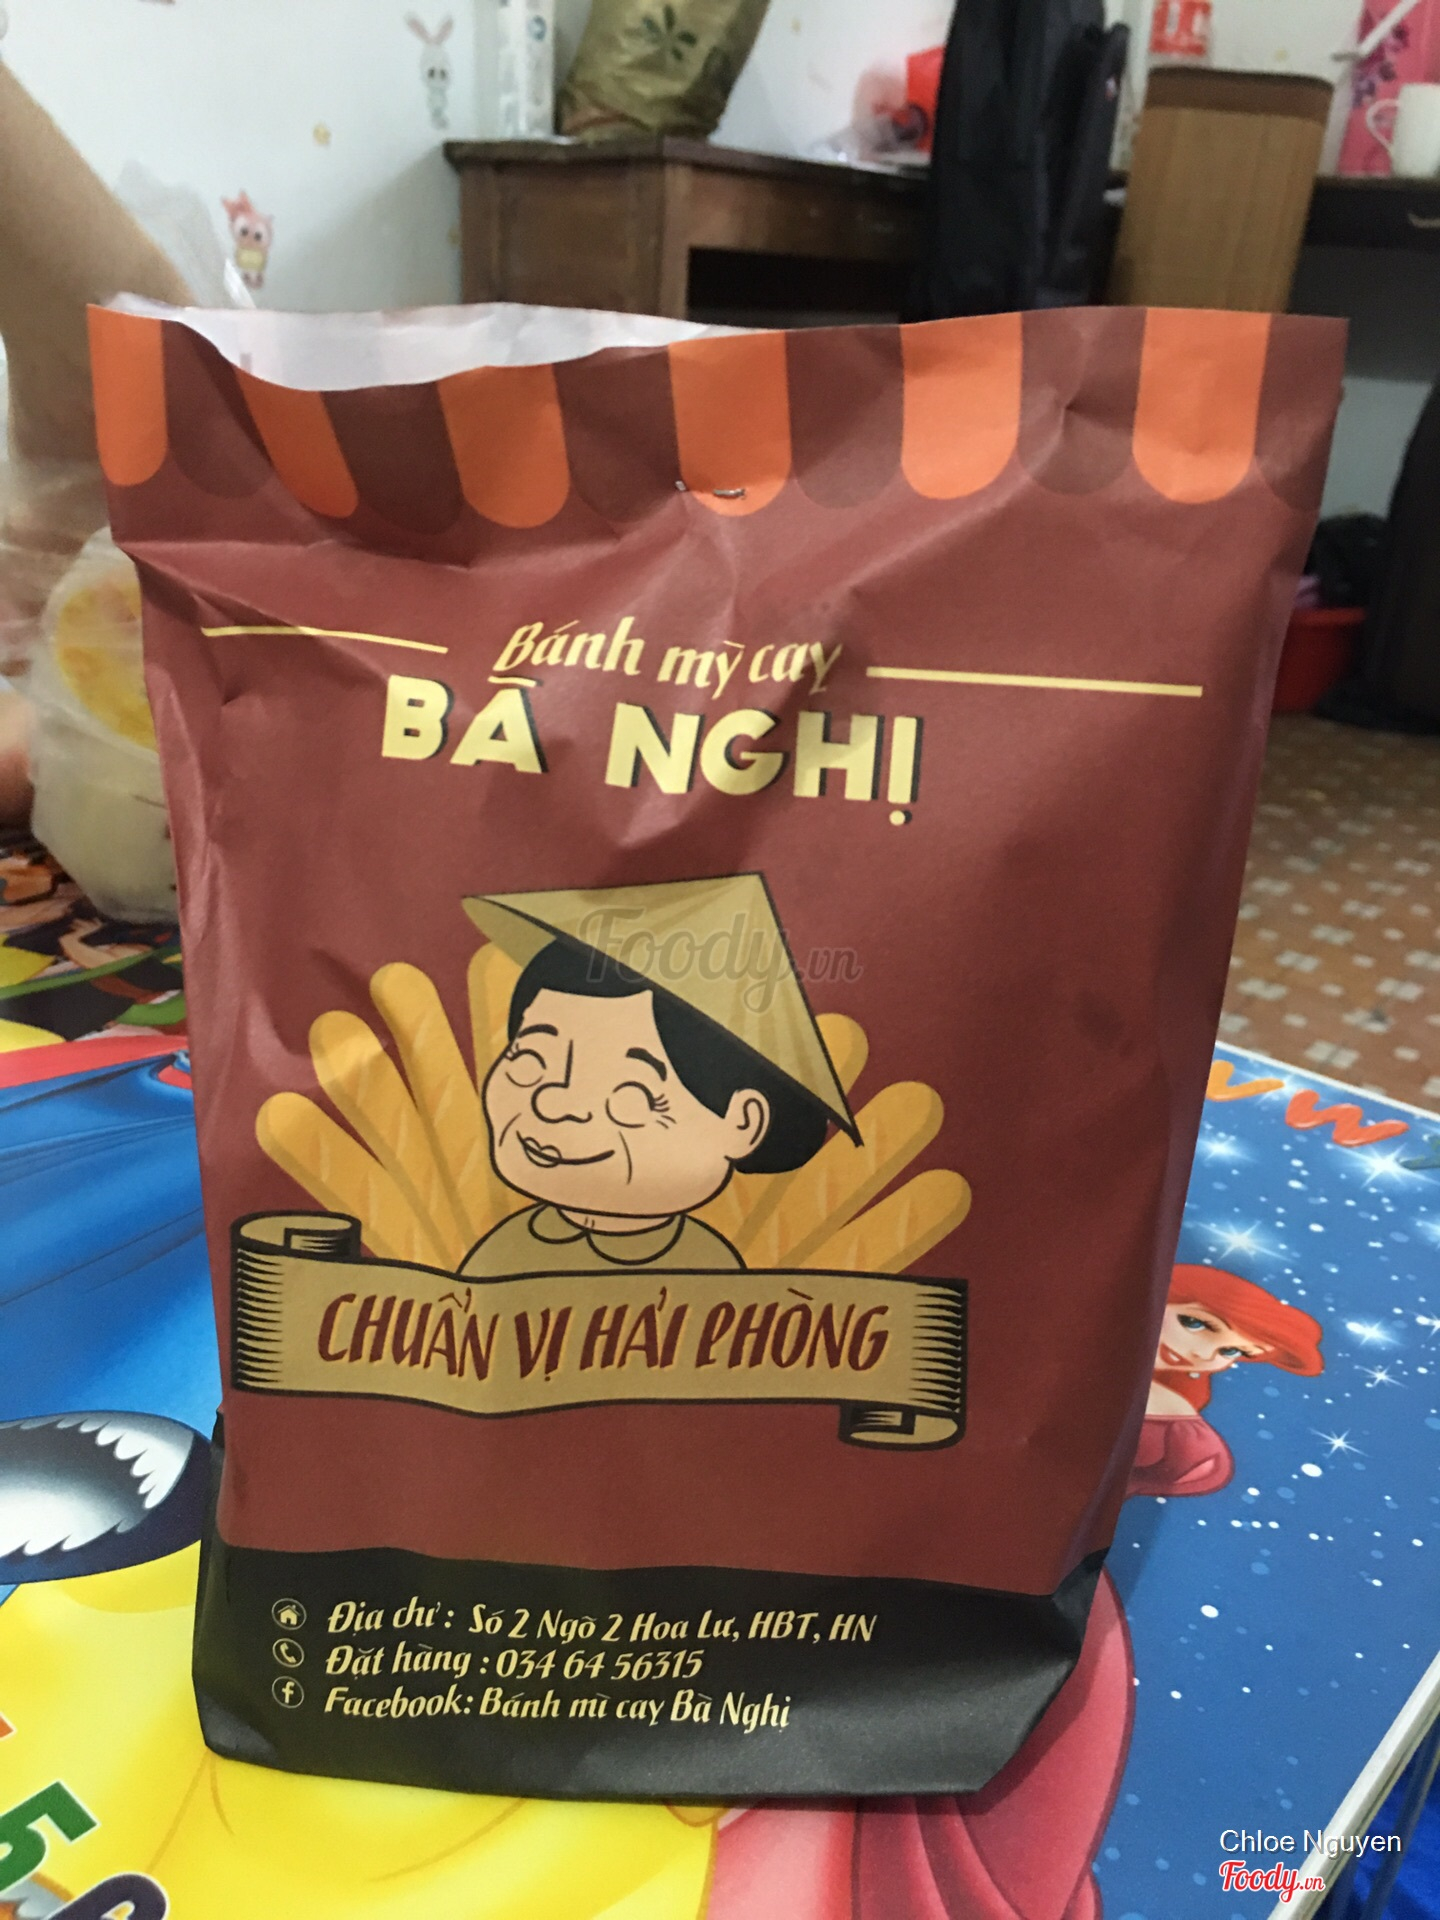 Bánh mỳ cay
BÀ NGHỊ
Foody.vn
CHUẨN VỊ HẢI PHÒNG
Địa chỉ : Số 2 Ngõ 2 Hoa Lư, HBT, HN
Đặt hàng : 034 64 56315
Facebook: Bánh mì cay Bà Nghị
Chloe Nguyen
Foody.vn